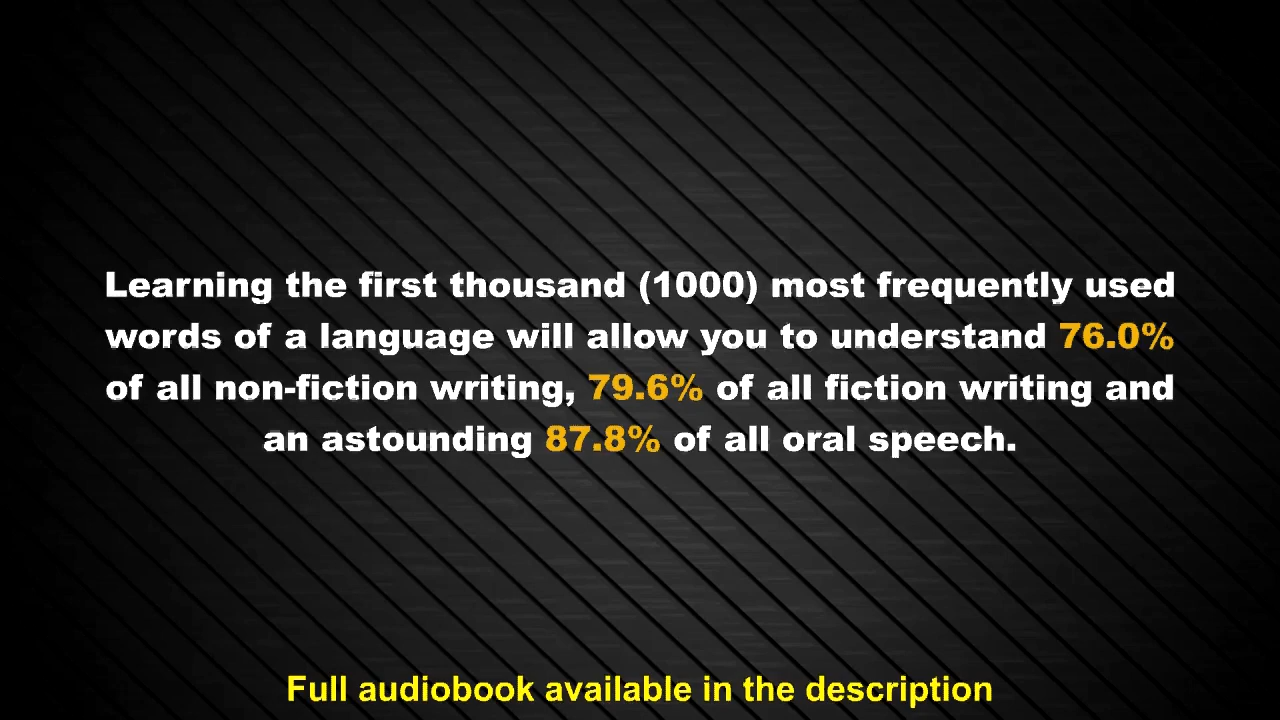 Learning the first thousand (1000) most frequently used
words of a language will allow you to understand 76.0%
of all non-fiction writing, 79.6% of all fiction writing and
an astounding 87.8% of all oral speech.
Full audiobook available in the description